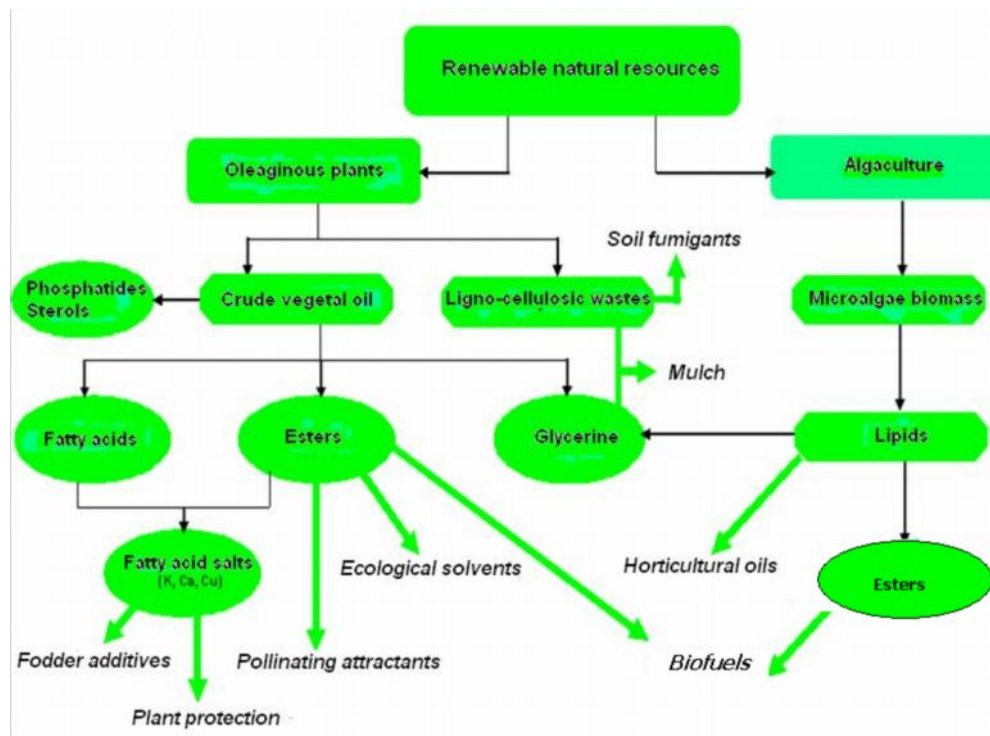 Renewable natural resources
Oleaginous plants
Algaculture
Soil fumigants
Phosphatides
Sterols
Crude vegetal oil
Ligno-cellulosic wastes
Microalgae biomass
Mulch
Fatty acids
Esters
Glycerine
Lipids
Fatty acid salts
(K, Ca, Cu)
Ecological solvents
Horticultural oils
Esters
Fodder additives
Pollinating attractants
Biofuels
Plant protection